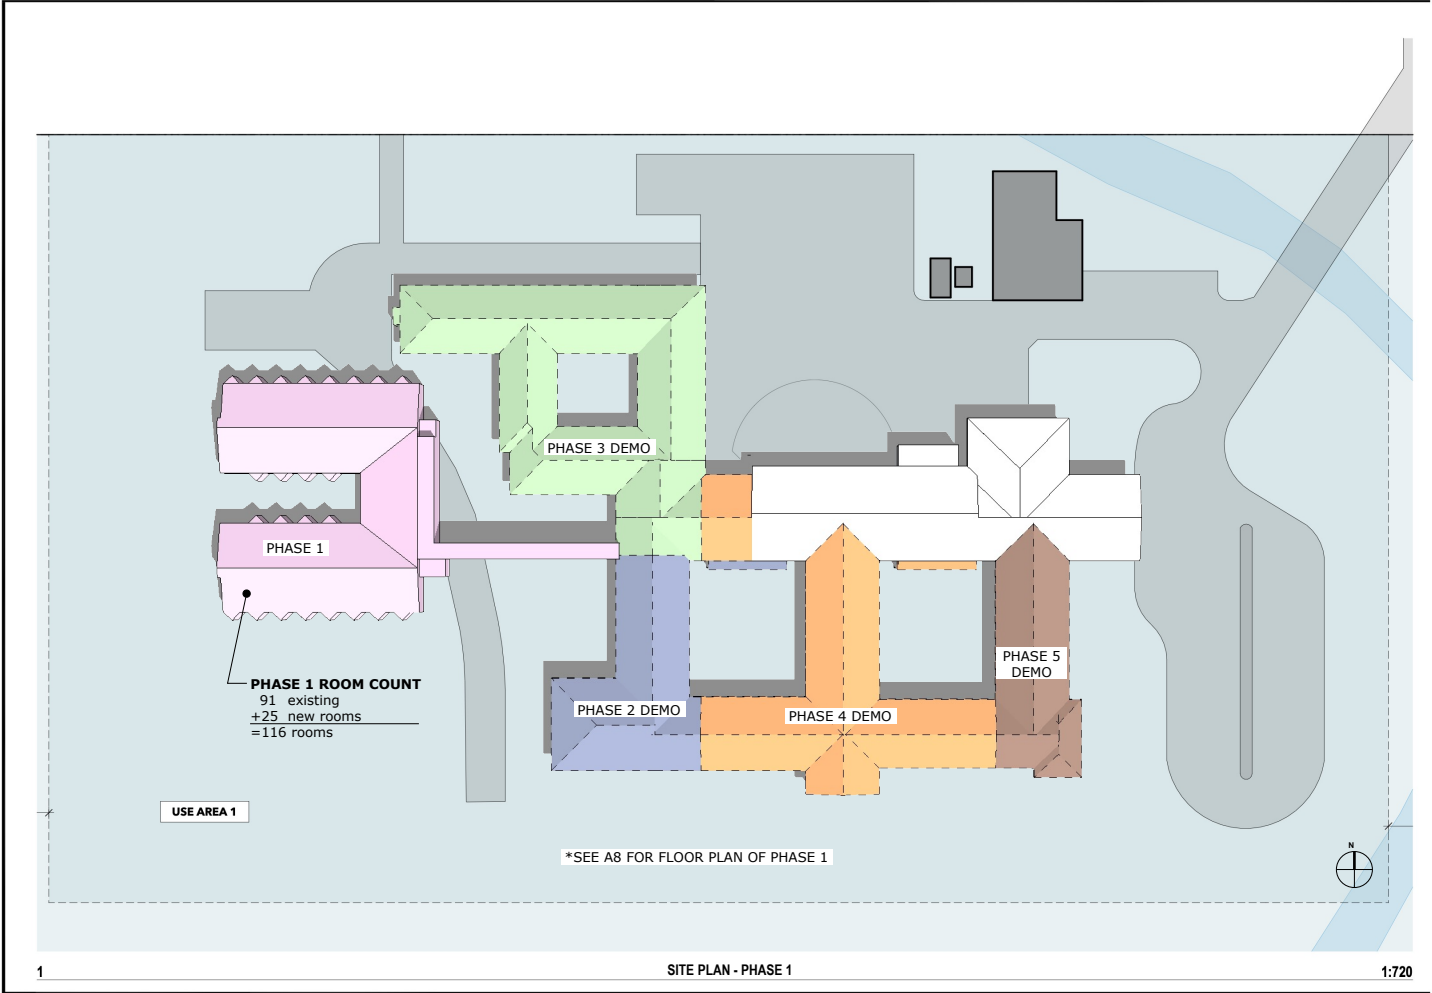 PHASE 3 DEMO
PHASE 1
PHASE 5
DEMO
PHASE 1 ROOM COUNT
91 existing
+25 new rooms
=116 rooms
PHASE 2 DEMO
PHASE 4 DEMO
USE AREA 1
*SEE A8 FOR FLOOR PLAN OF PHASE 1
N
1
SITE PLAN - PHASE 1
1:720